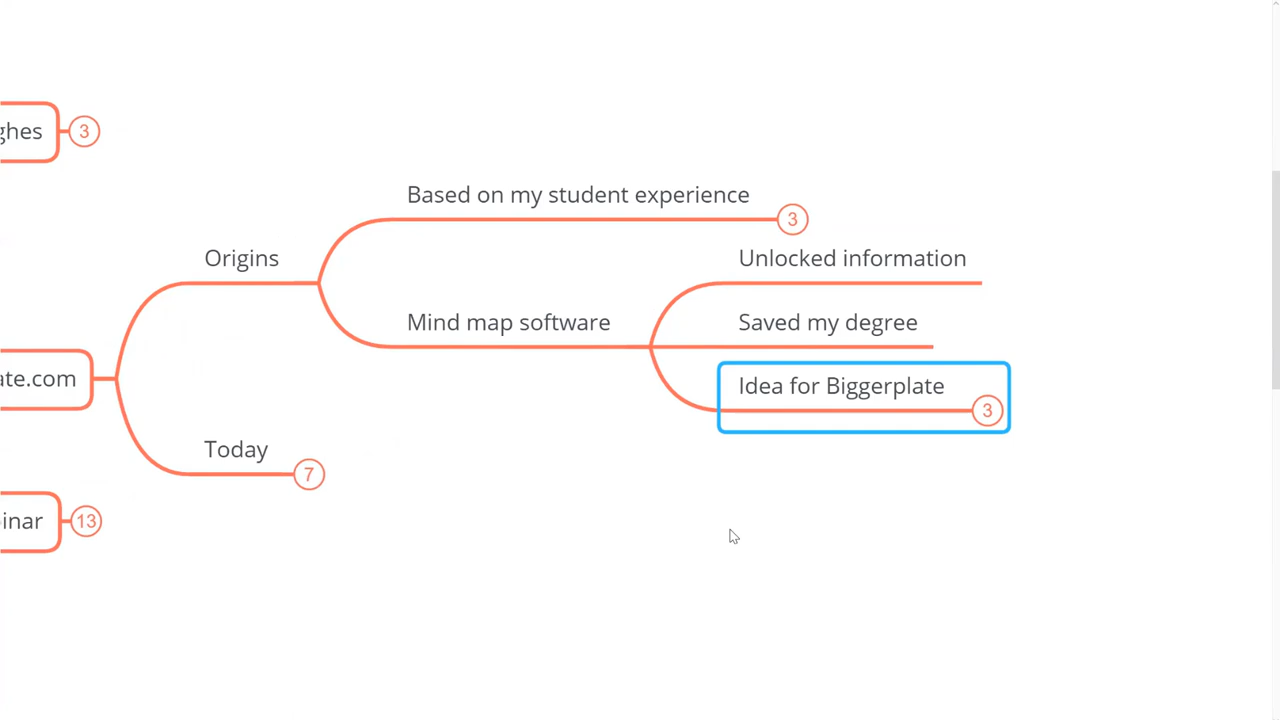 ghes
3
Based on my student experience
3
Origins
Unlocked information
Mind map software
Saved my degree
ate.com
Idea for Biggerplate
3
Today
7
inar
13